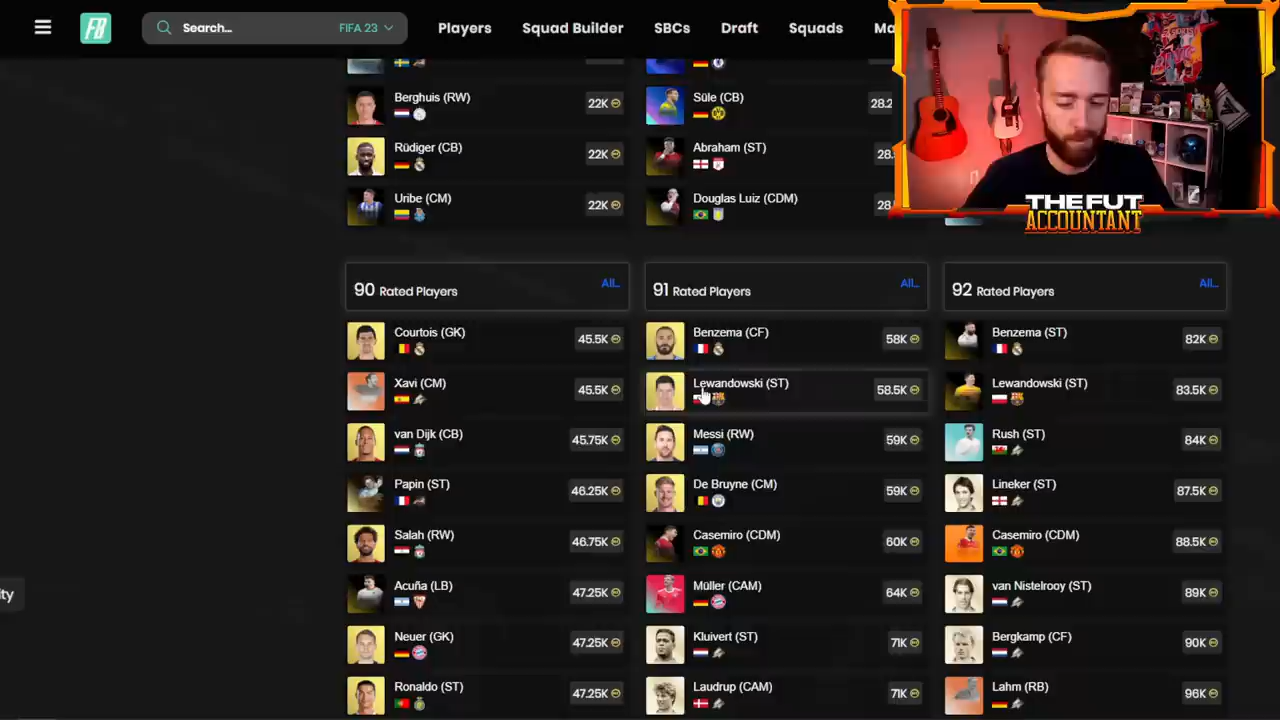 FB
Search...
FIFA 23
Players
Squad Builder
SBCs
Draft
Squads
Ma
THE FUT
ACCOUNTANT
Berghuis (RW)
22K
Rüdiger (CB)
22K
Uribe (CM)
22K
Süle (CB)
28.2
Abraham (ST)
28.
Douglas Luiz (CDM)
28
90 Rated Players
All...
Courtois (GK)
45.5K
Xavi (CM)
45.5K
van Dijk (CB)
45.75K
Papin (ST)
46.25K
Salah (RW)
46.75K
Acuña (LB)
47.25K
Neuer (GK)
47.25K
Ronaldo (ST)
47.25K
91 Rated Players
All...
Benzema (CF)
58K
Lewandowski (ST)
58.5K
Messi (RW)
59K
De Bruyne (CM)
59K
Casemiro (CDM)
60K
Müller (CAM)
64K
Kluivert (ST)
71K
Laudrup (CAM)
71K
92 Rated Players
All...
Benzema (ST)
82K
Lewandowski (ST)
83.5K
Rush (ST)
84K
Lineker (ST)
87.5K
Casemiro (CDM)
88.5K
van Nistelrooy (ST)
89K
Bergkamp (CF)
90K
Lahm (RB)
96K
ity